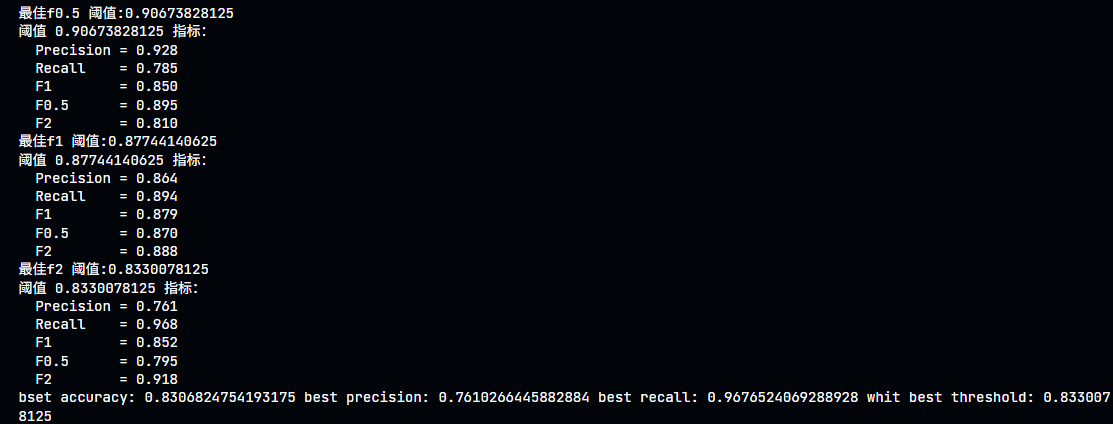 最佳f0.5 阈值:0.90673828125
阈值 0.90673828125 指标:
  Precision = 0.928
  Recall    = 0.785
  F1        = 0.850
  F0.5      = 0.895
  F2        = 0.810
最佳f1 阈值:0.87744140625
阈值 0.87744140625 指标:
  Precision = 0.864
  Recall    = 0.894
  F1        = 0.879
  F0.5      = 0.870
  F2        = 0.888
最佳f2 阈值:0.8330078125
阈值 0.8330078125 指标:
  Precision = 0.761
  Recall    = 0.968
  F1        = 0.852
  F0.5      = 0.795
  F2        = 0.918
bset accuracy: 0.8306824754193175 best precision: 0.7610266445882884 best recall: 0.9676524069288928 whit best threshold: 0.833007
8125